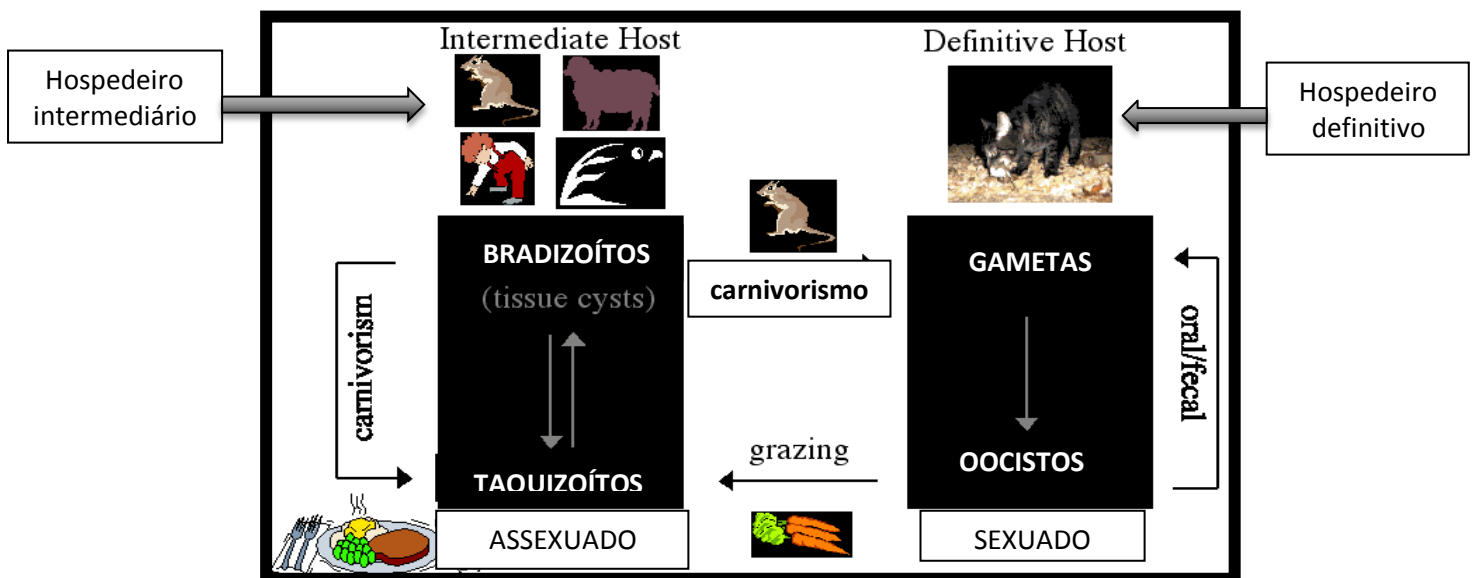 Intermediate Host
Definitive Host
Hospedeiro
intermediário
Hospedeiro
definitivo
BRADIZOÍTOS
(tissue cysts)
carnivorismo
GAMETAS
carnivorism
oral/fecal
grazing
TAQUIZOÍTOS
OOCISTOS
ASSEXUADO
SEXUADO